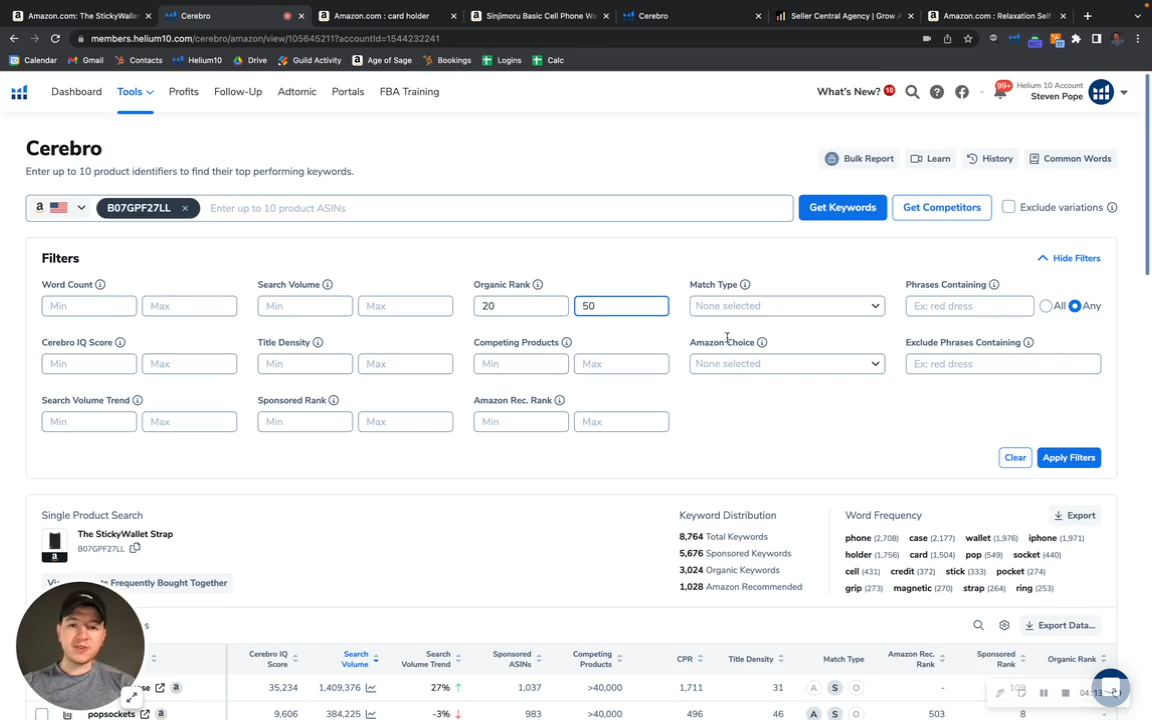 Amazon.com: The StickyWallet
Cerebro
Amazon.com : card holder
Sinjimoru Basic Cell Phone Wa
Cerebro
Seller Central Agency | Grow A
Amazon.com : Relaxation Self
members.helium10.com/cerebro/amazon/view/105645211?accountId=1544232241
Calendar
Gmail
Contacts
Helium10
Drive
Guild Activity
Age of Sage
Bookings
Logins
Calc
Dashboard
Tools
Profits
Follow-Up
Adtomic
Portals
FBA Training
What's New? 10
99+
Helium 10 Account
Steven Pope
Cerebro
Enter up to 10 product identifiers to find their top performing keywords.
Bulk Report
Learn
History
Common Words
B07GPF27LL
Enter up to 10 product ASINs
Get Keywords
Get Competitors
Exclude variations
Filters
Hide Filters
Word Count
Search Volume
Organic Rank
Match Type
Phrases Containing
Min Max
Min Max
20 50
None selected
Ex: red dress
All Any
Cerebro IQ Score
Title Density
Competing Products
Amazon Choice
Exclude Phrases Containing
Min Max
Min Max
Min Max
None selected
Ex: red dress
Search Volume Trend
Sponsored Rank
Amazon Rec. Rank
Min Max
Min Max
Min Max
Clear
Apply Filters
Single Product Search
The StickyWallet Strap
B07GPF27LL
Frequently Bought Together
Keyword Distribution
8,764 Total Keywords
5,676 Sponsored Keywords
3,024 Organic Keywords
1,028 Amazon Recommended
Word Frequency
Export
phone (2,708) case (2,177) wallet (1,976) iphone (1,971)
holder (1,756) card (1,504) pop (549) socket (440)
cell (431) credit (372) stick (333) pocket (274)
grip (273) magnetic (270) strap (264) ring (253)
Export Data...
Cerebro IQ Score
Search Volume
Search Volume Trend
Sponsored ASINs
Competing Products
CPR
Title Density
Match Type
Amazon Rec. Rank
Sponsored Rank
Organic Rank
35,234 1,409,376 27% 1,037 >40,000 1,711 31 A S O -
04:13
popsockets 9,606 384,225 -3% 983 >40,000 496 46 A S O 503 8